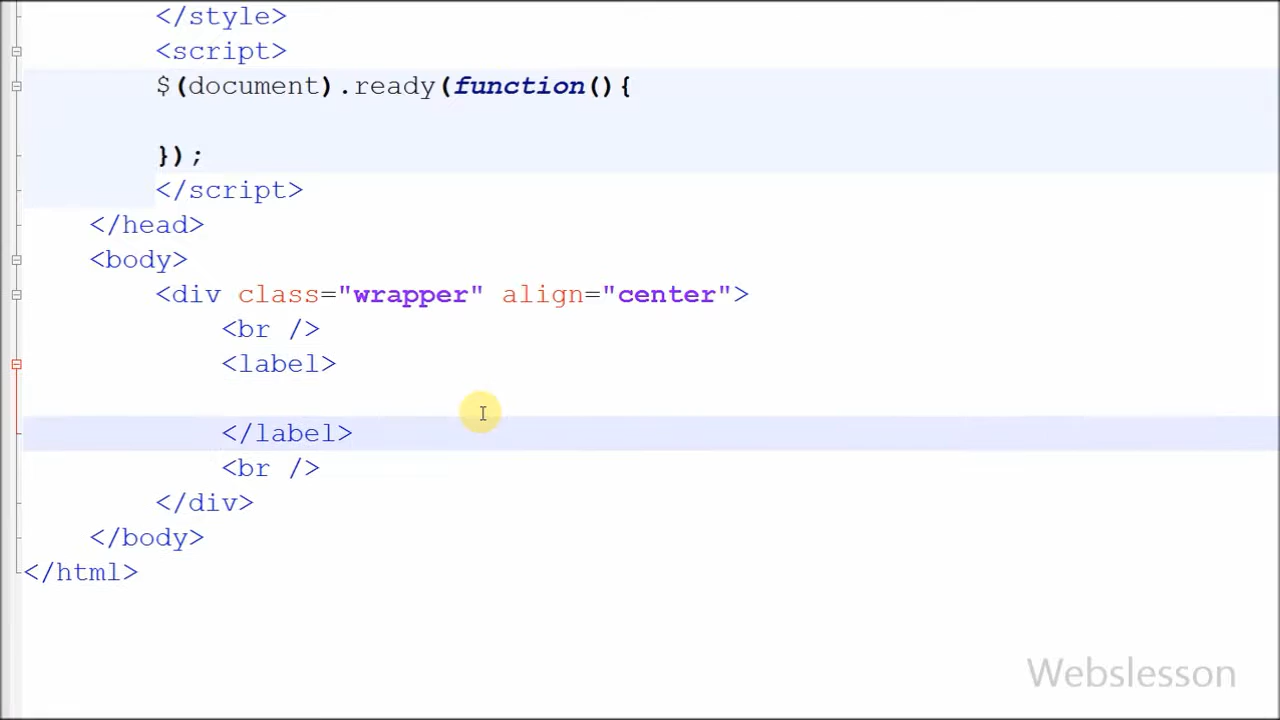 </style>
<script>
$(document).ready(function(){
});
</script>
</head>
<body>
<div class="wrapper" align="center">
<br />
<label>
</label>
<br />
</div>
</body>
</html>
Webslesson